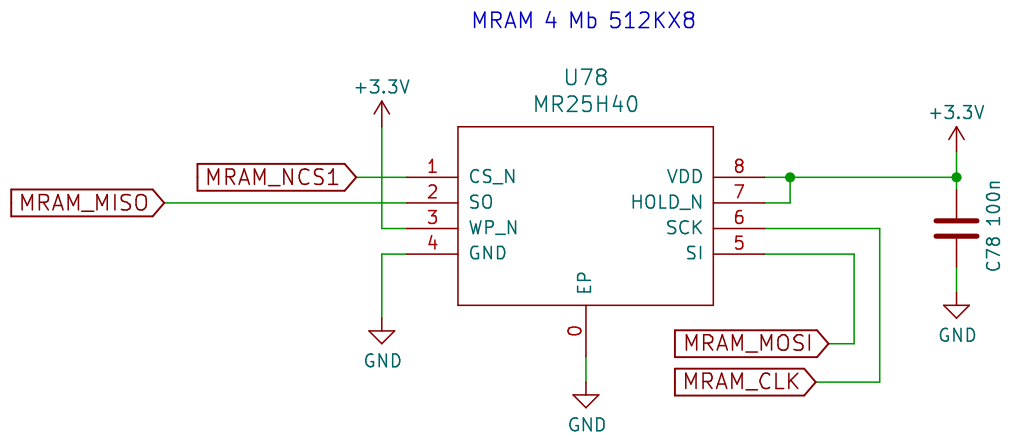 MRAM 4 Mb 512KX8
U78
MR25H40
+3.3V
+3.3V
MRAM_NCS1
MRAM_MISO
1
2
3
4
CS_N
SO
WP_N
GND
VDD
HOLD_N
SCK
SI
8
7
6
5
EP
0
C78 100n
GND
GND
GND
MRAM_MOSI
MRAM_CLK